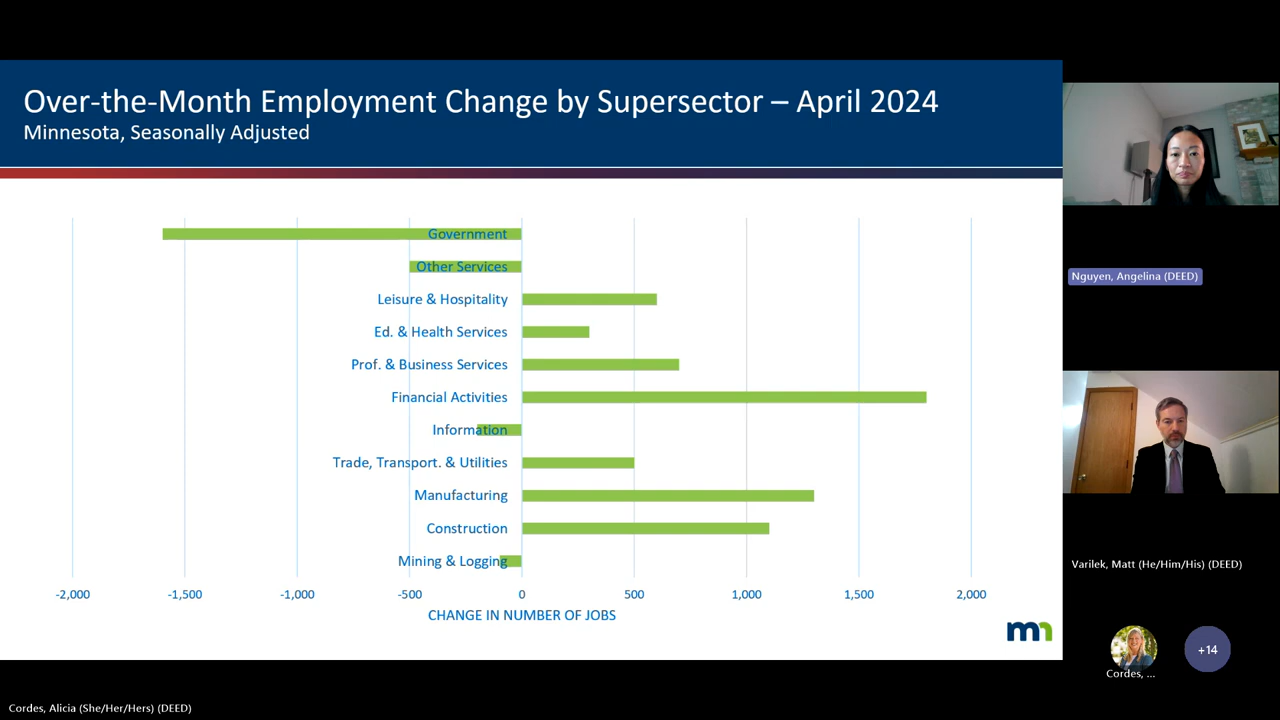 Over-the-Month Employment Change by Supersector – April 2024
Minnesota, Seasonally Adjusted
Government
Other Services
Leisure & Hospitality
Ed. & Health Services
Prof. & Business Services
Financial Activities
Information
Trade, Transport. & Utilities
Manufacturing
Construction
Mining & Logging
-2,000 -1,500 -1,000 -500 0 500 1,000 1,500 2,000
CHANGE IN NUMBER OF JOBS
mn
Nguyen, Angelina (DEED)
Varilek, Matt (He/Him/His) (DEED)
+14
Cordes, ...
Cordes, Alicia (She/Her/Hers) (DEED)